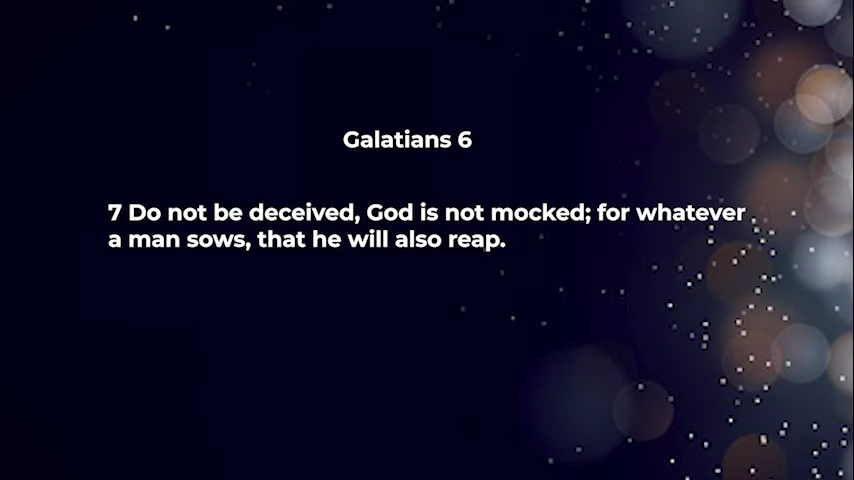 Galatians 6
7 Do not be deceived, God is not mocked; for whatever
a man sows, that he will also reap.